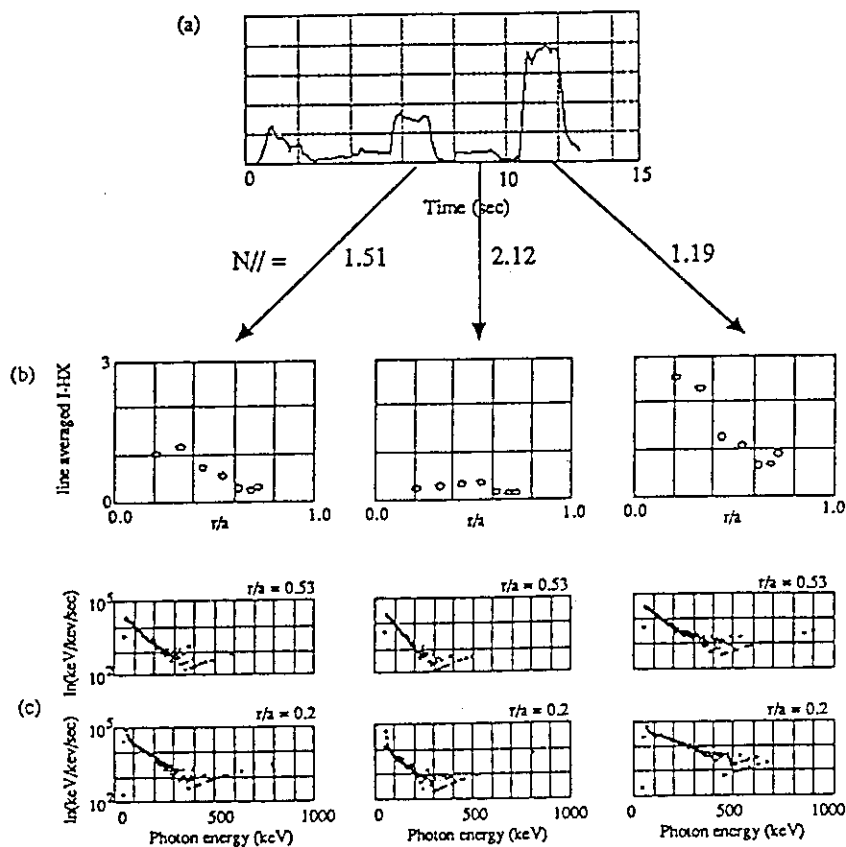 (a)
0 10 15
Time (sec)
N// = 1.51 2.12 1.19
(b)
line averaged I-HX
3
0
0.0 r/a 1.0
0.0 r/a 1.0
0.0 r/a 1.0
(c)
r/a = 0.53
r/a = 0.53
r/a = 0.53
ln(keV/kev/sec)
10^5
10^2
r/a = 0.2
r/a = 0.2
r/a = 0.2
ln(keV/kev/sec)
10^5
10^2
0 500 1000
0 500 1000
0 500 1000
Photon energy (keV)
Photon energy (keV)
Photon energy (keV)